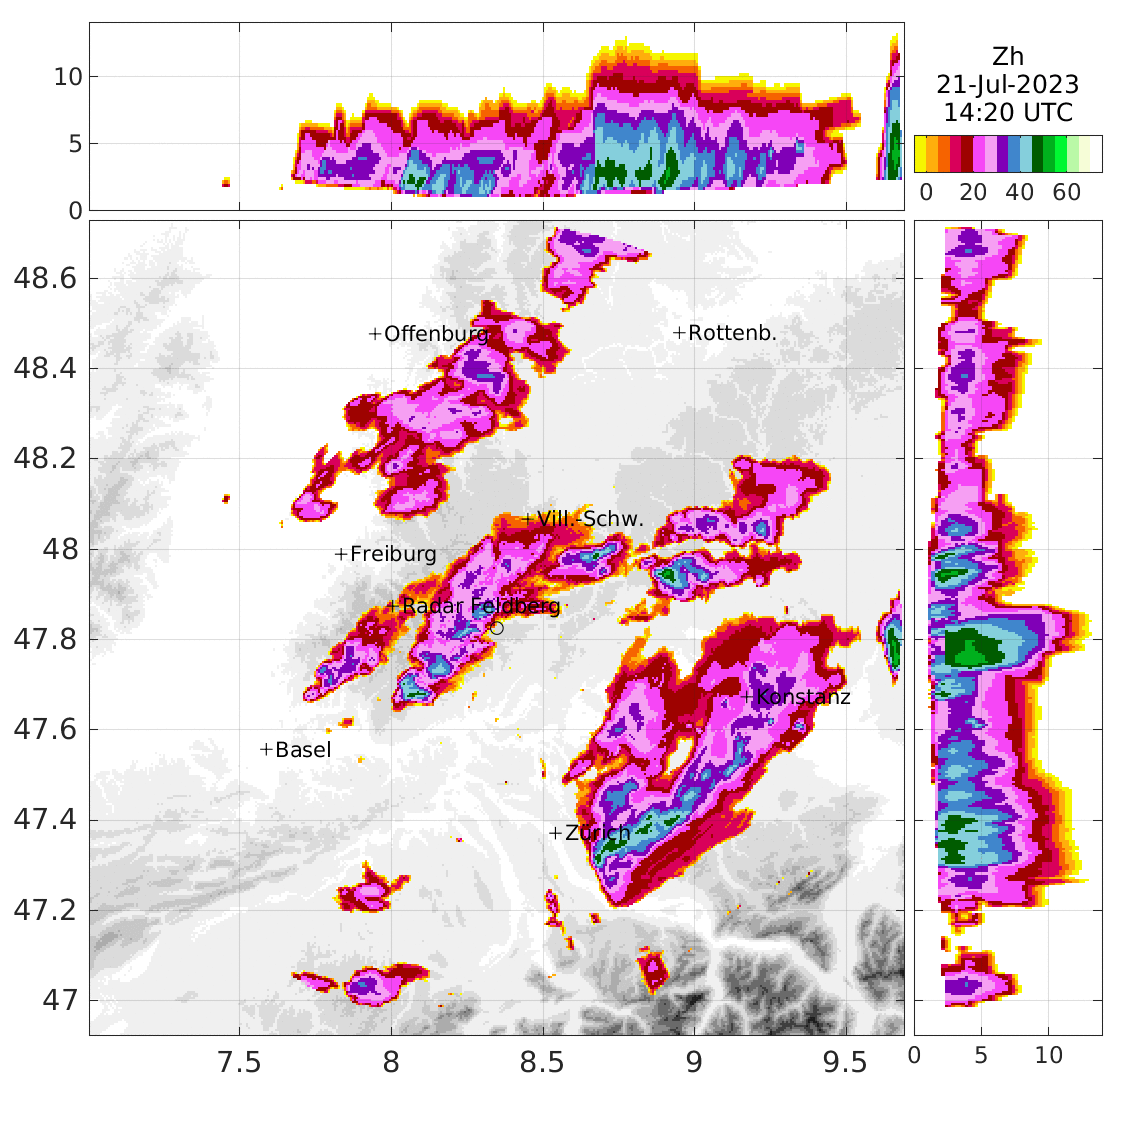 10
5
0
Zh
21-Jul-2023
14:20 UTC
0 20 40 60
48.6
48.4
48.2
48
47.8
47.6
47.4
47.2
47
+Offenburg
+Rottenb.
+Vill.-Schw.
+Freiburg
+Radar Feldberg
+Konstanz
+Basel
+Zürich
7.5 8 8.5 9 9.5
0 5 10